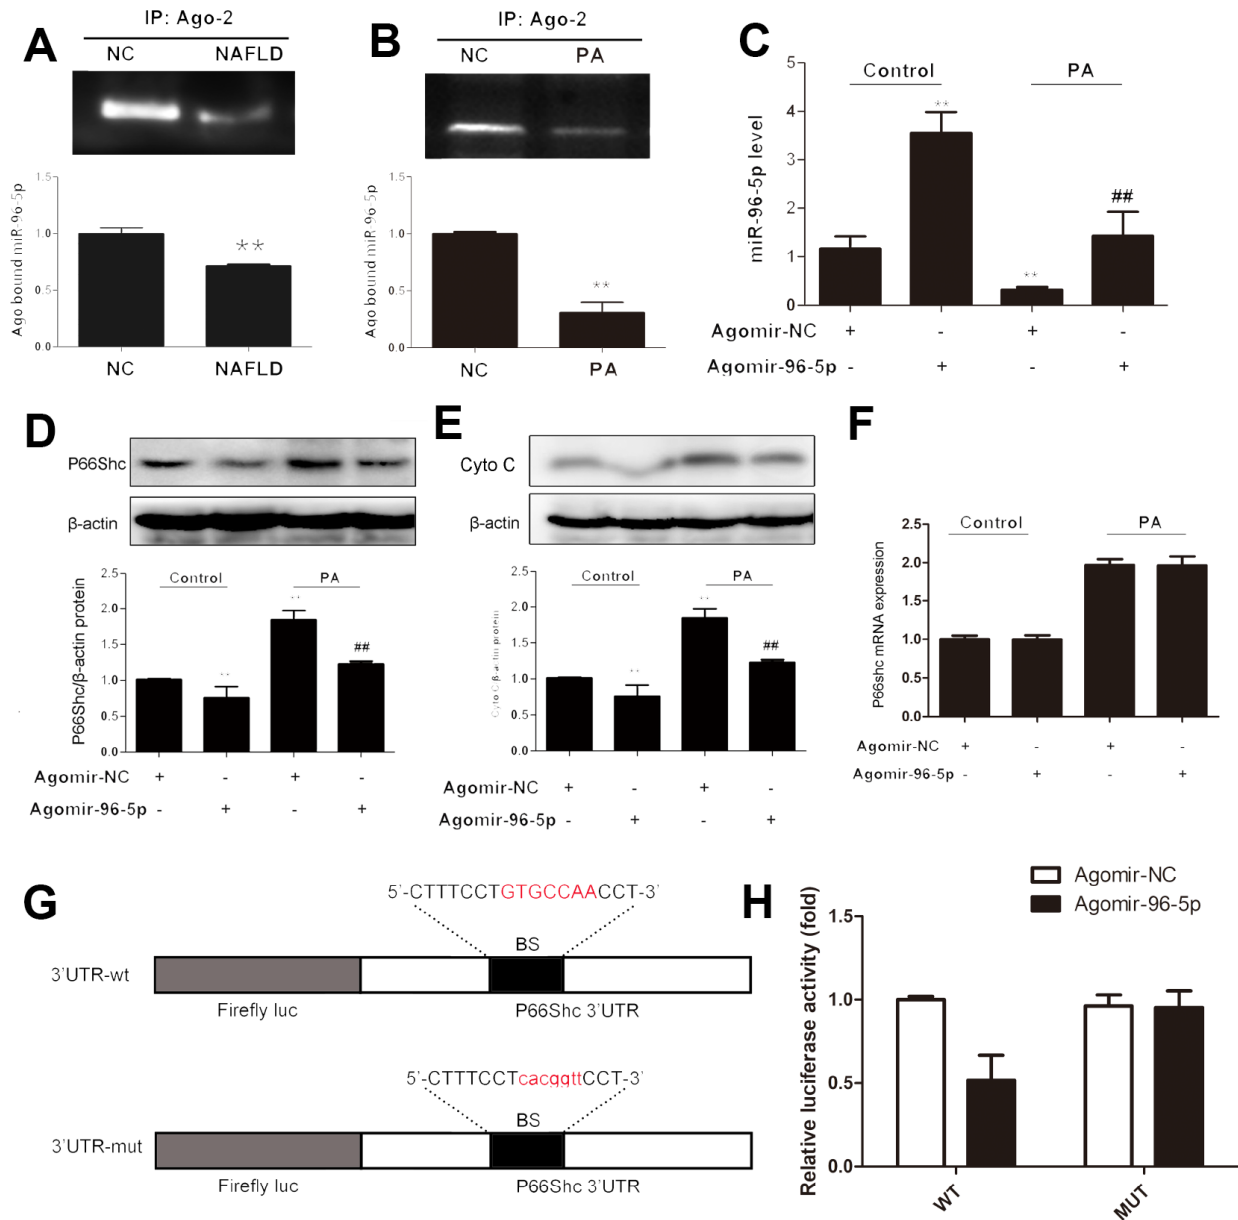 A
IP: Ago-2
NC NAFLD
Ago bound miR-96-5p
1.5
1.0
0.5
0.0
**
NC NAFLD
B
IP: Ago-2
NC PA
Ago bound miR-96-5p
1.5
1.0
0.5
0.0
**
NC PA
C
miR-96-5p level
5
4
3
2
1
0
Control PA
**
**
##
Agomir-NC + - + -
Agomir-96-5p - + - +
D
P66Shc
β-actin
P66Shc/β-actin protein
2.5
2.0
1.5
1.0
0.5
0.0
Control PA
**
**
##
Agomir-NC + - + -
Agomir-96-5p - + - +
E
Cyto C
β-actin
Cyto C β-actin protein
2.5
2.0
1.5
1.0
0.5
0.0
Control PA
**
**
##
Agomir-NC + - + -
Agomir-96-5p - + - +
F
P66shc mRNA expression
2.5
2.0
1.5
1.0
0.5
0.0
Control PA
Agomir-NC + - + -
Agomir-96-5p - + - +
G
5'-CTTTCCTGTGCCAACCT-3'
BS
3'UTR-wt
Firefly luc P66Shc 3'UTR
5'-CTTTCCTcacggttCCT-3'
BS
3'UTR-mut
Firefly luc P66Shc 3'UTR
H
Agomir-NC
Agomir-96-5p
Relative luciferase activity (fold)
1.5
1.0
0.5
0.0
WT MUT